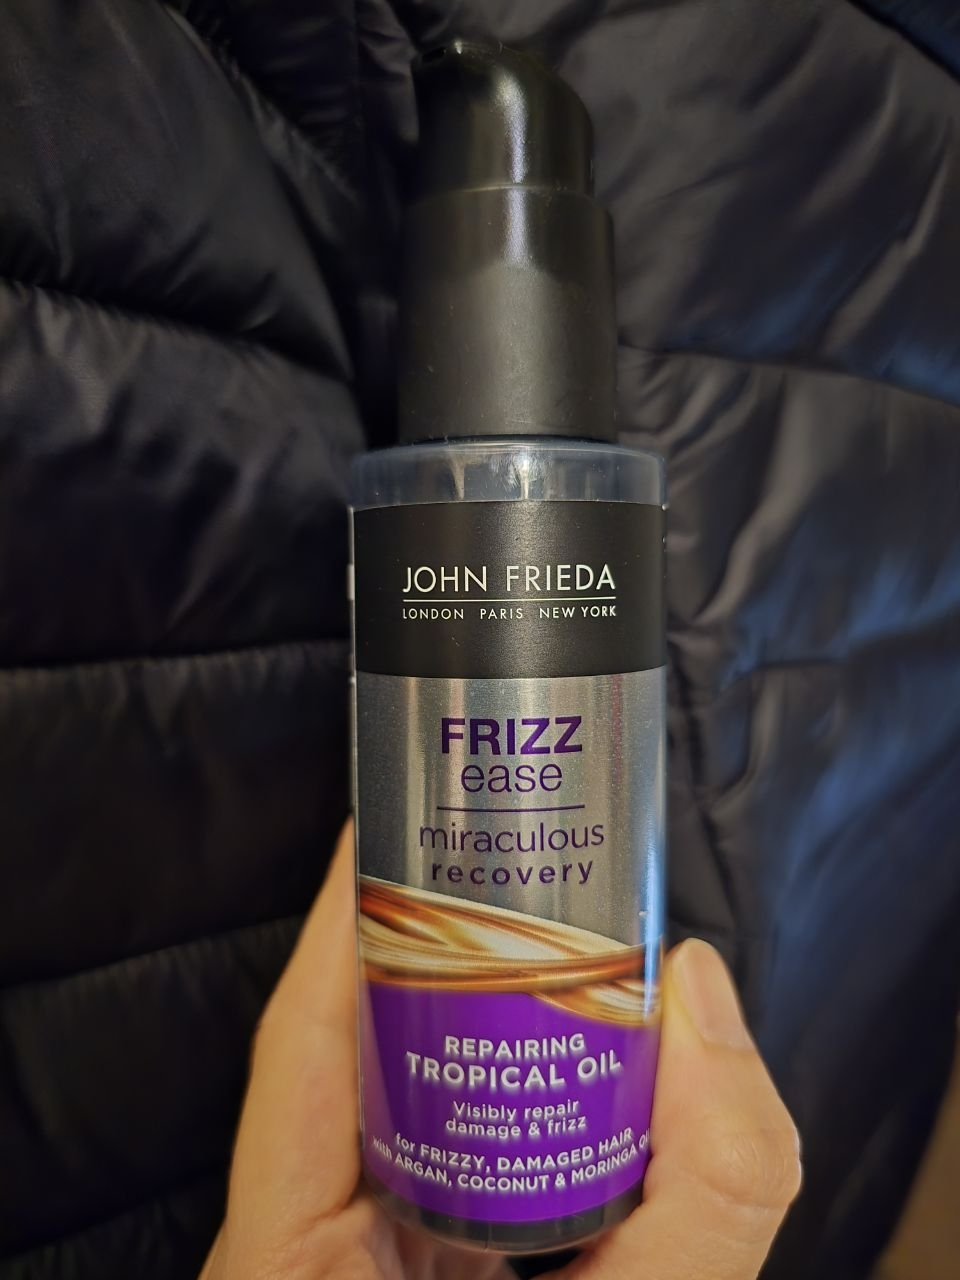 JOHN FRIEDA
LONDON PARIS NEW YORK
FRIZZ
ease
miraculous
recovery
REPAIRING
TROPICAL OIL
Visibly repair
damage & frizz
for FRIZZY, DAMAGED HAIR
with ARGAN, COCONUT & MORINGA OIL